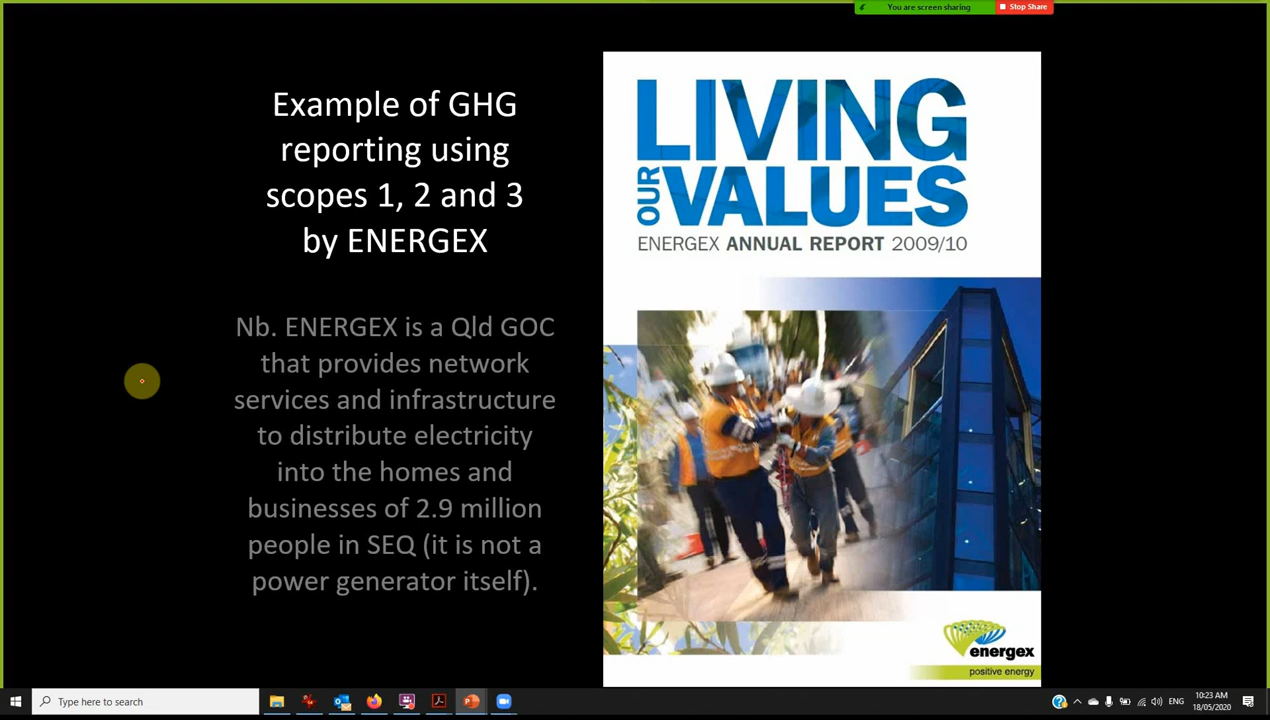 You are screen sharing
Stop Share
Example of GHG
reporting using
scopes 1, 2 and 3
by ENERGEX
Nb. ENERGEX is a Qld GOC
that provides network
services and infrastructure
to distribute electricity
into the homes and
businesses of 2.9 million
people in SEQ (it is not a
power generator itself).
LIVING
OUR VALUES
ENERGEX ANNUAL REPORT 2009/10
energex
positive energy
Type here to search
ENG
10:23 AM
18/05/2020